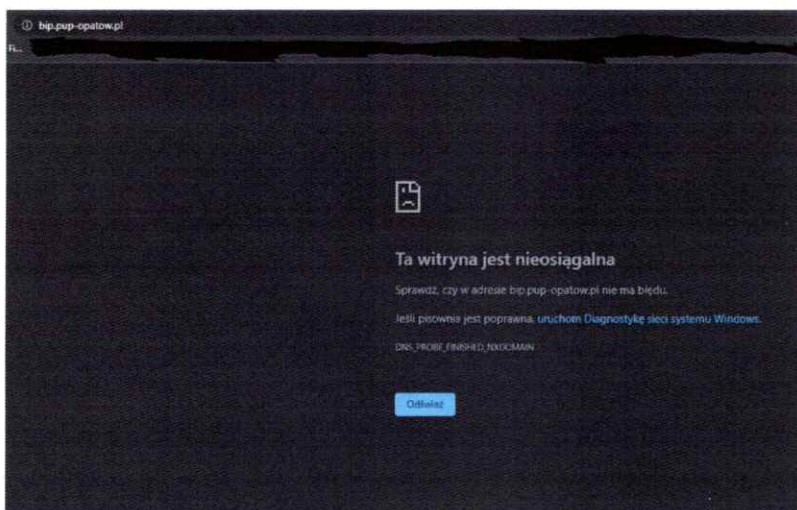 bip.pup-opatow.pl
Fi...
Ta witryna jest nieosiągalna
Sprawdź, czy w adresie bip.pup-opatow.pl nie ma błędu.
Jeśli pisownia jest poprawna, uruchom Diagnostykę sieci systemu Windows.
DNS_PROBE_FINISHED_NXDOMAIN
Odśwież